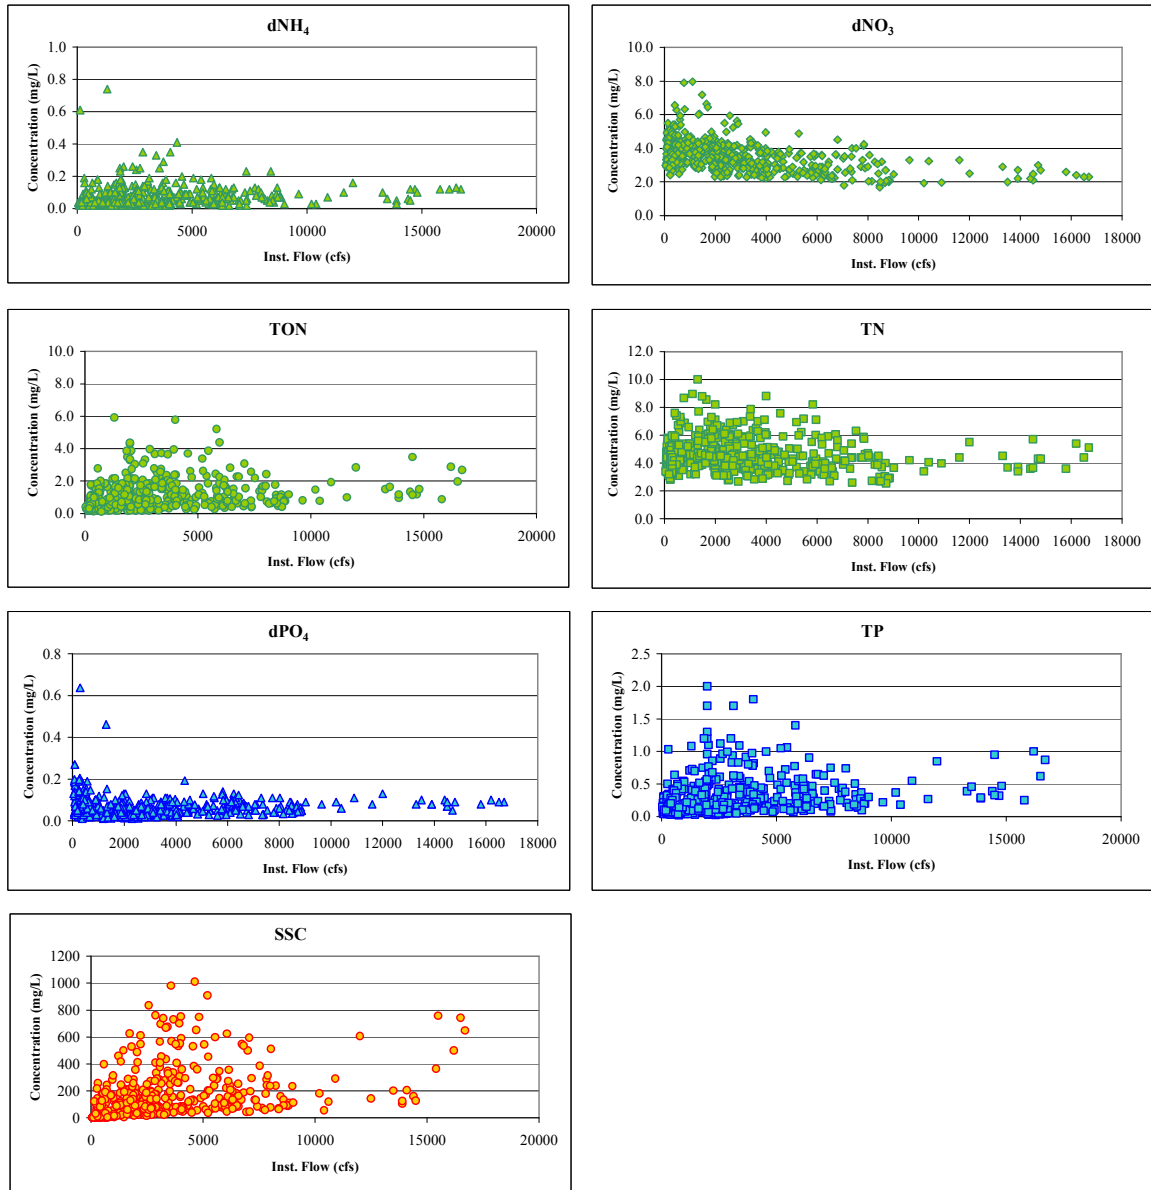 dNH4
Concentration (mg/L)
1.0
0.8
0.6
0.4
0.2
0.0
0 5000 10000 15000 20000
Inst. Flow (cfs)
dNO3
Concentration (mg/L)
10.0
8.0
6.0
4.0
2.0
0.0
0 2000 4000 6000 8000 10000 12000 14000 16000 18000
Inst. Flow (cfs)
TON
Concentration (mg/L)
10.0
8.0
6.0
4.0
2.0
0.0
0 5000 10000 15000 20000
Inst. Flow (cfs)
TN
Concentration (mg/L)
12.0
10.0
8.0
6.0
4.0
2.0
0.0
0 2000 4000 6000 8000 10000 12000 14000 16000 18000
Inst. Flow (cfs)
dPO4
Concentration (mg/L)
0.8
0.6
0.4
0.2
0.0
0 2000 4000 6000 8000 10000 12000 14000 16000 18000
Inst. Flow (cfs)
TP
Concentration (mg/L)
2.5
2.0
1.5
1.0
0.5
0.0
0 5000 10000 15000 20000
Inst. Flow (cfs)
SSC
Concentration (mg/L)
1200
1000
800
600
400
200
0
0 5000 10000 15000 20000
Inst. Flow (cfs)